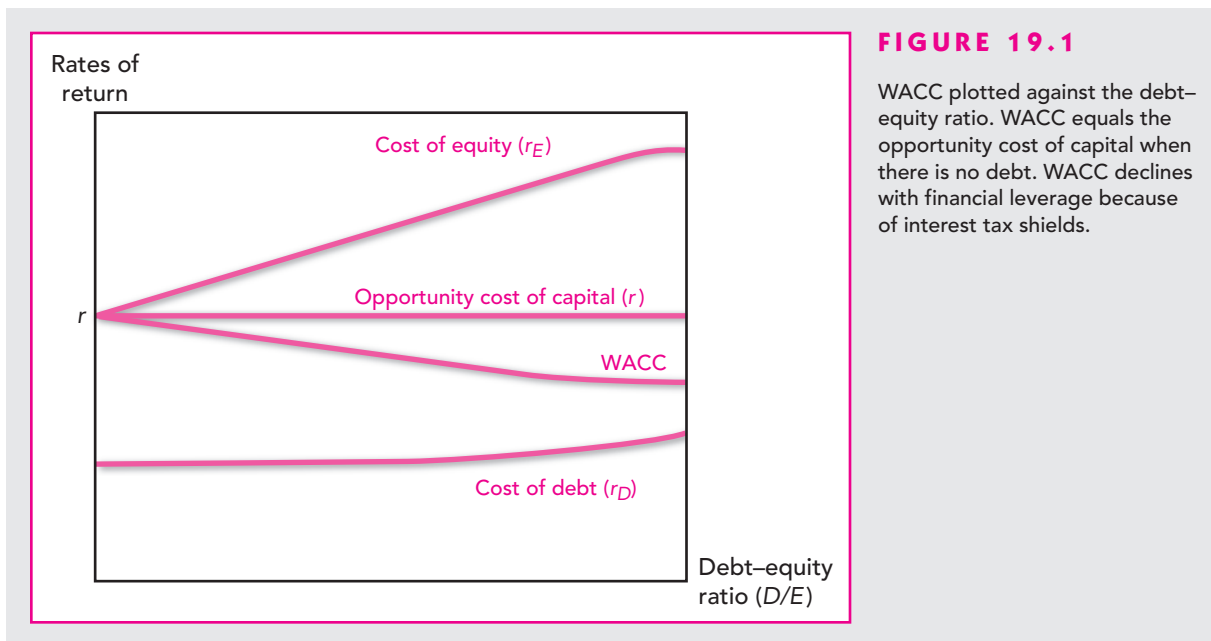 Rates of
return
Cost of equity (rE)
Opportunity cost of capital (r)
r
WACC
Cost of debt (rD)
Debt–equity
ratio (D/E)
FIGURE 19.1
WACC plotted against the debt–
equity ratio. WACC equals the
opportunity cost of capital when
there is no debt. WACC declines
with financial leverage because
of interest tax shields.